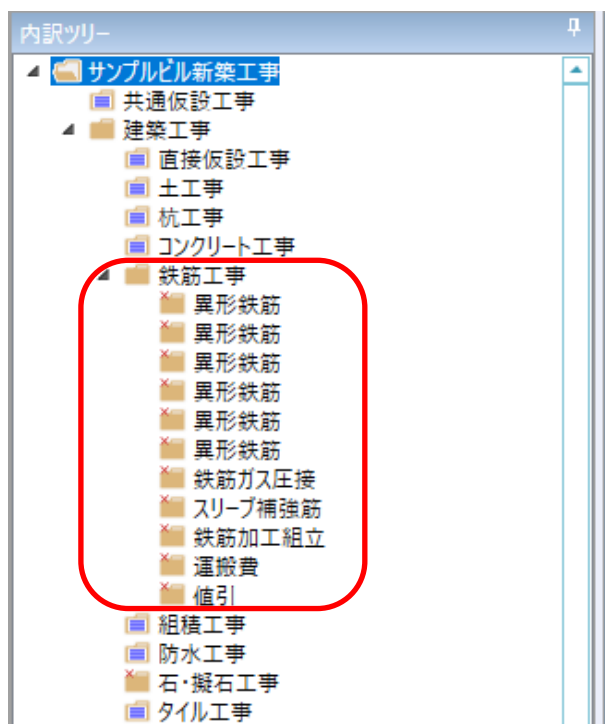 内訳ツリー
サンプルビル新築工事
共通仮設工事
建築工事
直接仮設工事
土工事
杭工事
コンクリート工事
鉄筋工事
異形鉄筋
異形鉄筋
異形鉄筋
異形鉄筋
異形鉄筋
異形鉄筋
鉄筋ガス圧接
スリーブ補強筋
鉄筋加工組立
運搬費
値引
組積工事
防水工事
石・擬石工事
タイル工事